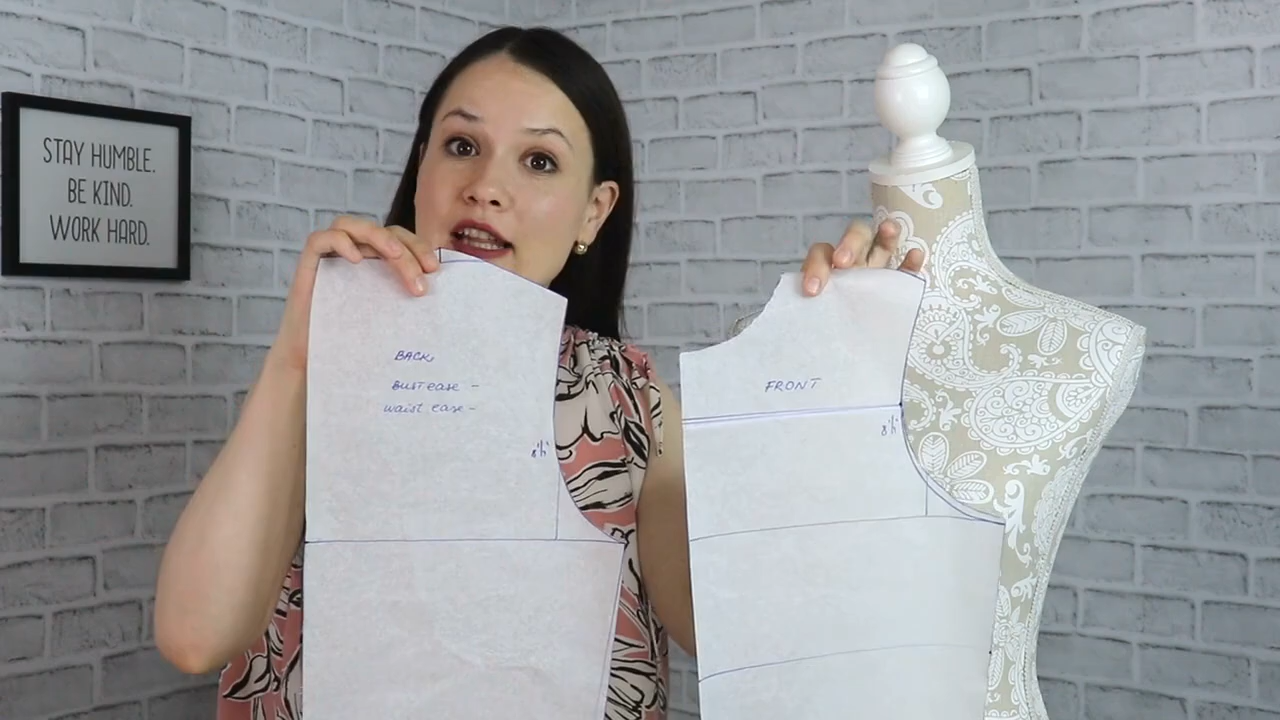 STAY HUMBLE.
BE KIND.
WORK HARD.
BACK
BUST ease -
waist ease -
FRONT